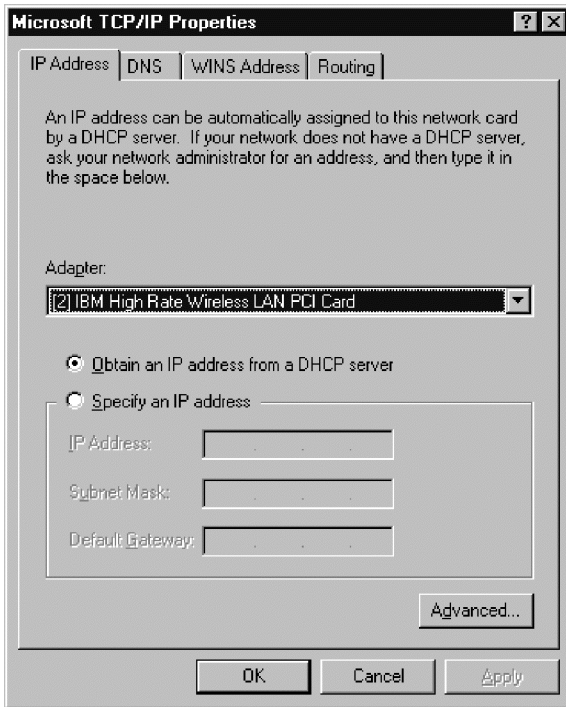 Microsoft TCP/IP Properties
IP Address DNS WINS Address Routing
An IP address can be automatically assigned to this network card
by a DHCP server. If your network does not have a DHCP server,
ask your network administrator for an address, and then type it in
the space below.
Adapter:
[2] IBM High Rate Wireless LAN PCI Card
Obtain an IP address from a DHCP server
Specify an IP address
IP Address:
Subnet Mask:
Default Gateway:
Advanced...
OK Cancel Apply